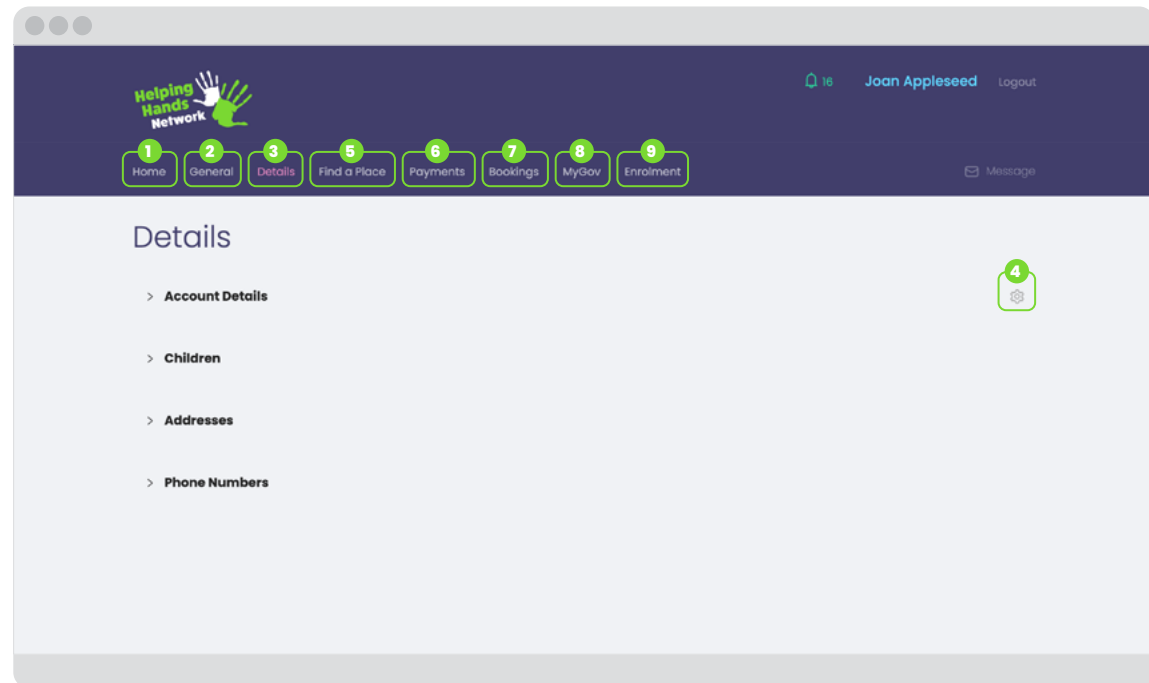 Helping
Hands
Network
16 Joan Appleseed Logout
1 2 3 5 6 7 8 9
Home General Details Find a Place Payments Bookings MyGov Enrolment Message
Details
4
> Account Details
> Children
> Addresses
> Phone Numbers